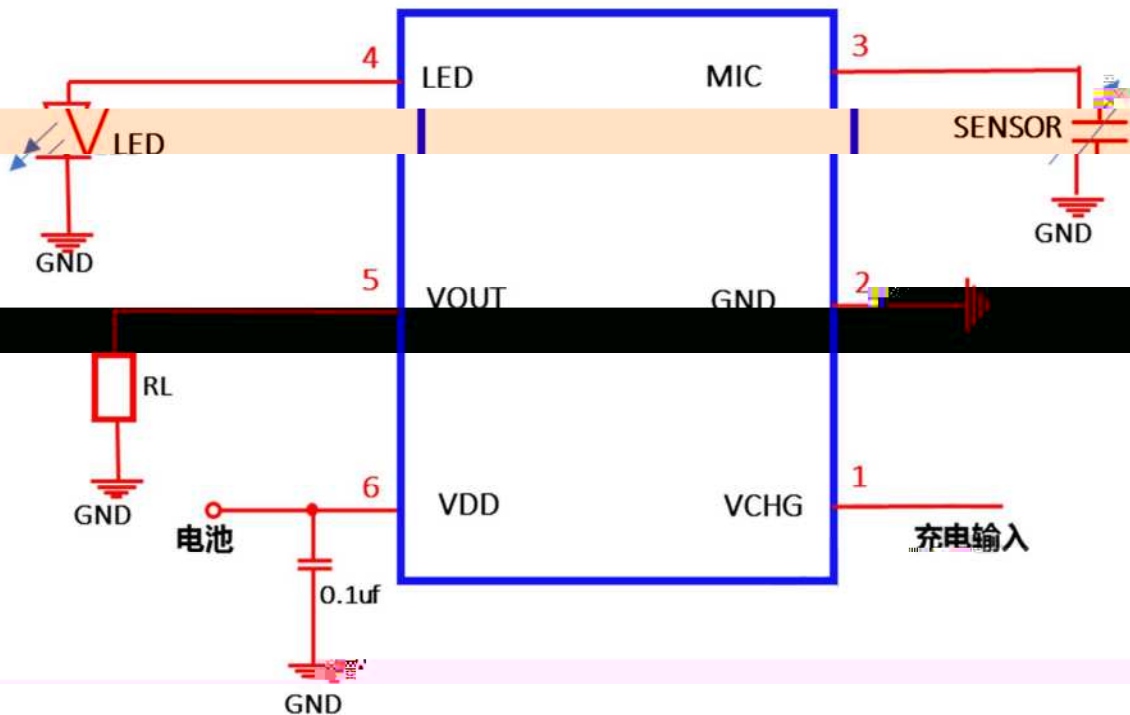 4
LED
MIC
3
LED
SENSOR
GND
GND
5
VOUT
GND
2
RL
GND
6
VDD
VCHG
1
电池
充电输入
0.1uf
GND